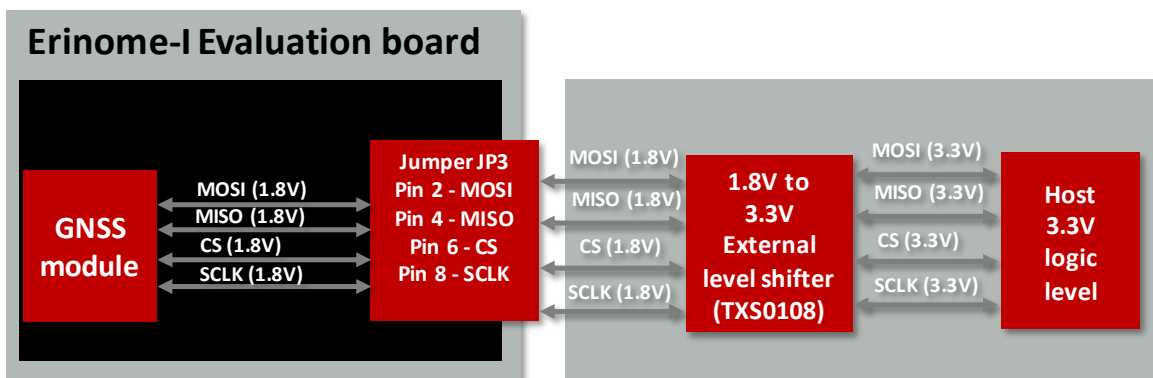 Erinome-I Evaluation board
GNSS
module
MOSI (1.8V)
MISO (1.8V)
CS (1.8V)
SCLK (1.8V)
Jumper JP3
Pin 2 - MOSI
Pin 4 - MISO
Pin 6 - CS
Pin 8 - SCLK
MOSI (1.8V)
MISO (1.8V)
CS (1.8V)
SCLK (1.8V)
1.8V to
3.3V
External
level shifter
(TXS0108)
MOSI (3.3V)
MISO (3.3V)
CS (3.3V)
SCLK (3.3V)
Host
3.3V
logic
level